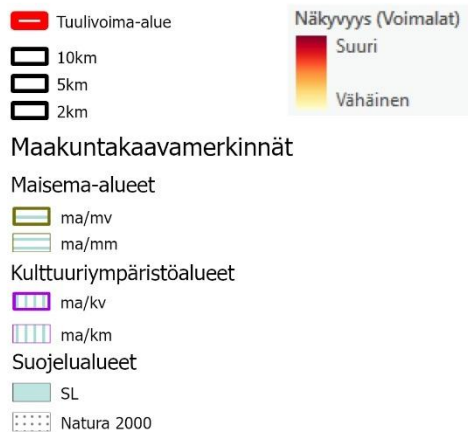 Tuulivoima-alue
10km
5km
2km
Maakuntakaavamerkinnät
Maisema-alueet
ma/mv
ma/mm
Kulttuuriympäristöalueet
ma/kv
ma/km
Suojelualueet
SL
Natura 2000
Näkyvyys (Voimalat)
Suuri
Vähäinen